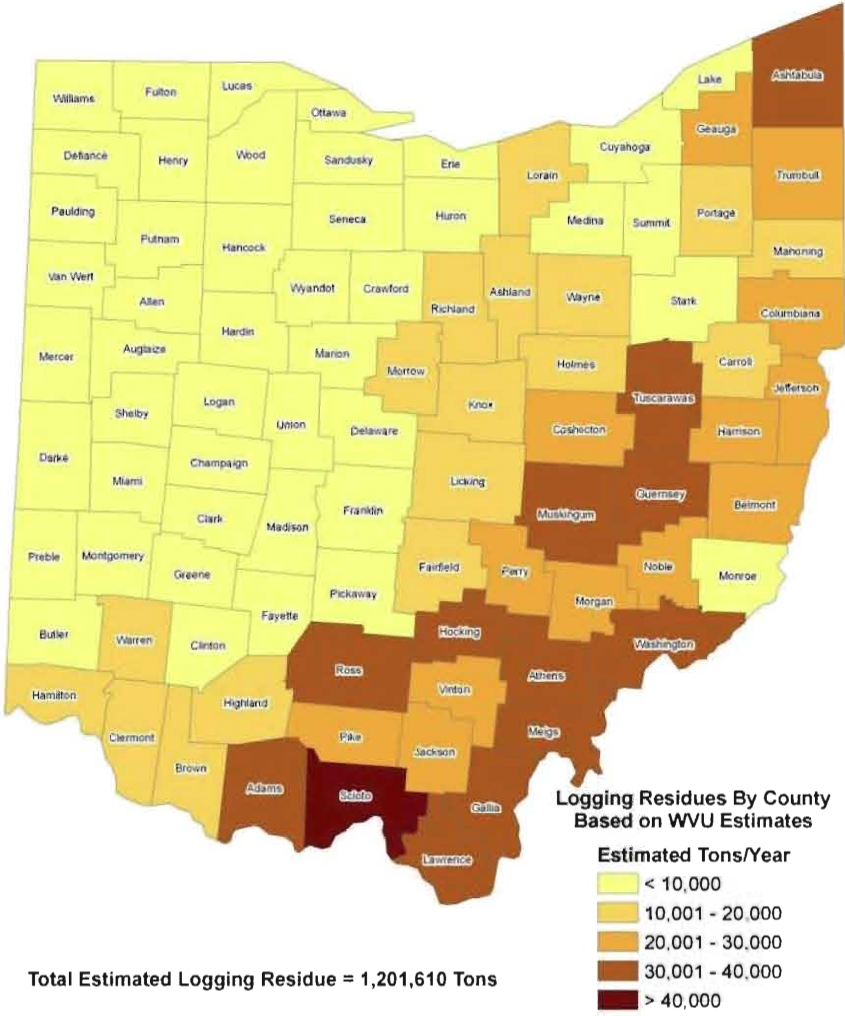 Williams
Fulton
Lucas
Ottawa
Lake
Ashtabula
Geauga
Defiance
Henry
Wood
Sandusky
Erie
Lorain
Cuyahoga
Trumbull
Paulding
Putnam
Hancock
Seneca
Huron
Medina
Summit
Portage
Mahoning
Van Wert
Allen
Wyandot
Crawford
Richland
Ashland
Wayne
Stark
Columbiana
Mercer
Auglaize
Hardin
Marion
Morrow
Holmes
Carroll
Jefferson
Shelby
Logan
Union
Delaware
Knox
Coshocton
Tuscarawas
Harrison
Darke
Miami
Champaign
Licking
Muskingum
Guernsey
Belmont
Clark
Madison
Franklin
Preble
Montgomery
Greene
Fairfield
Perry
Noble
Monroe
Pickaway
Fayette
Morgan
Butler
Warren
Clinton
Hocking
Washington
Ross
Athens
Vinton
Hamilton
Highland
Clermont
Pike
Jackson
Meigs
Brown
Adams
Scioto
Gallia
Lawrence
Logging Residues By County
Based on WVU Estimates
Estimated Tons/Year
< 10,000
10,001 - 20,000
20,001 - 30,000
30,001 - 40,000
> 40,000
Total Estimated Logging Residue = 1,201,610 Tons